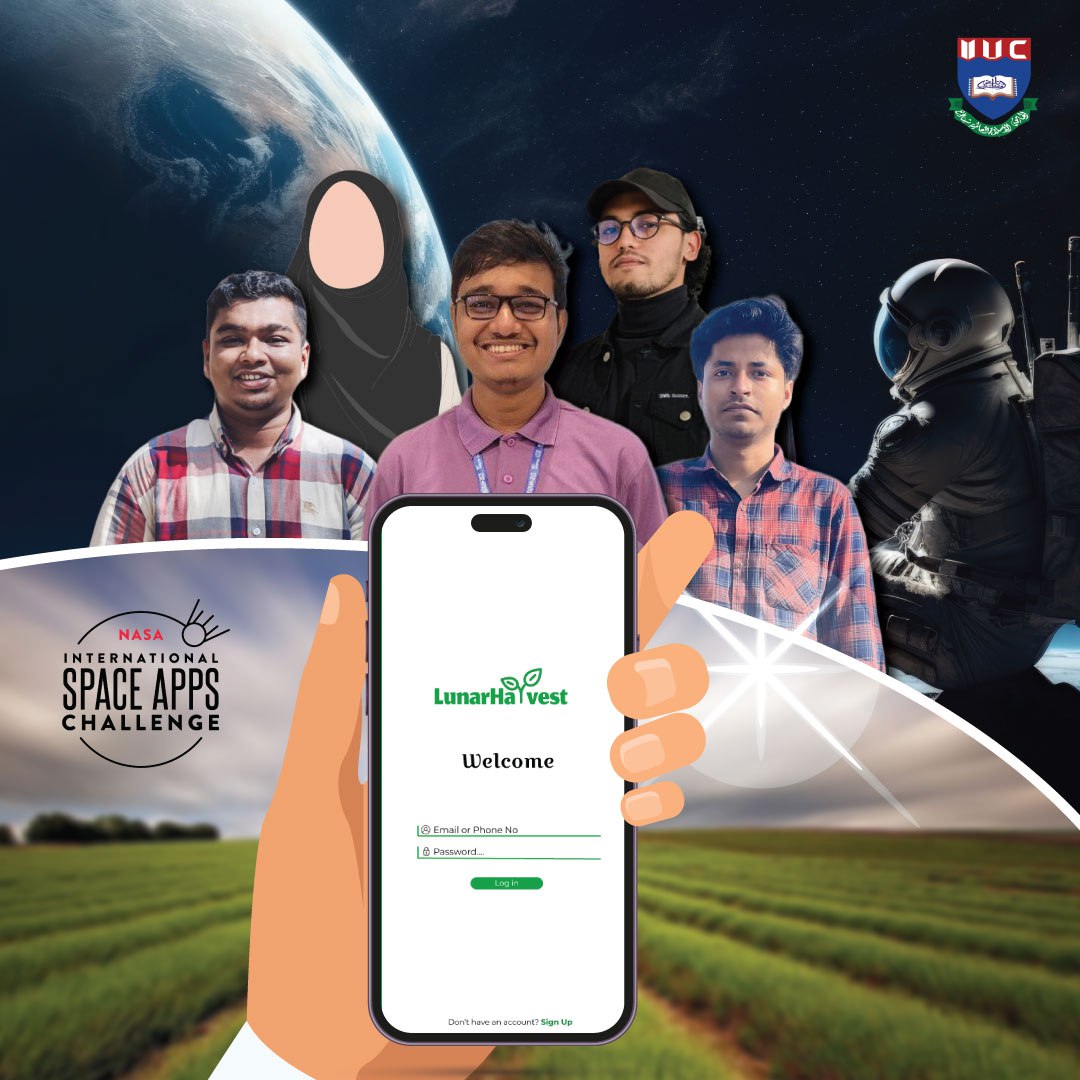 IIUC
NASA
INTERNATIONAL
SPACE APPS
CHALLENGE
LunarHarvest
Welcome
Email or Phone No
Password....
Log in
Don't have an account? Sign Up